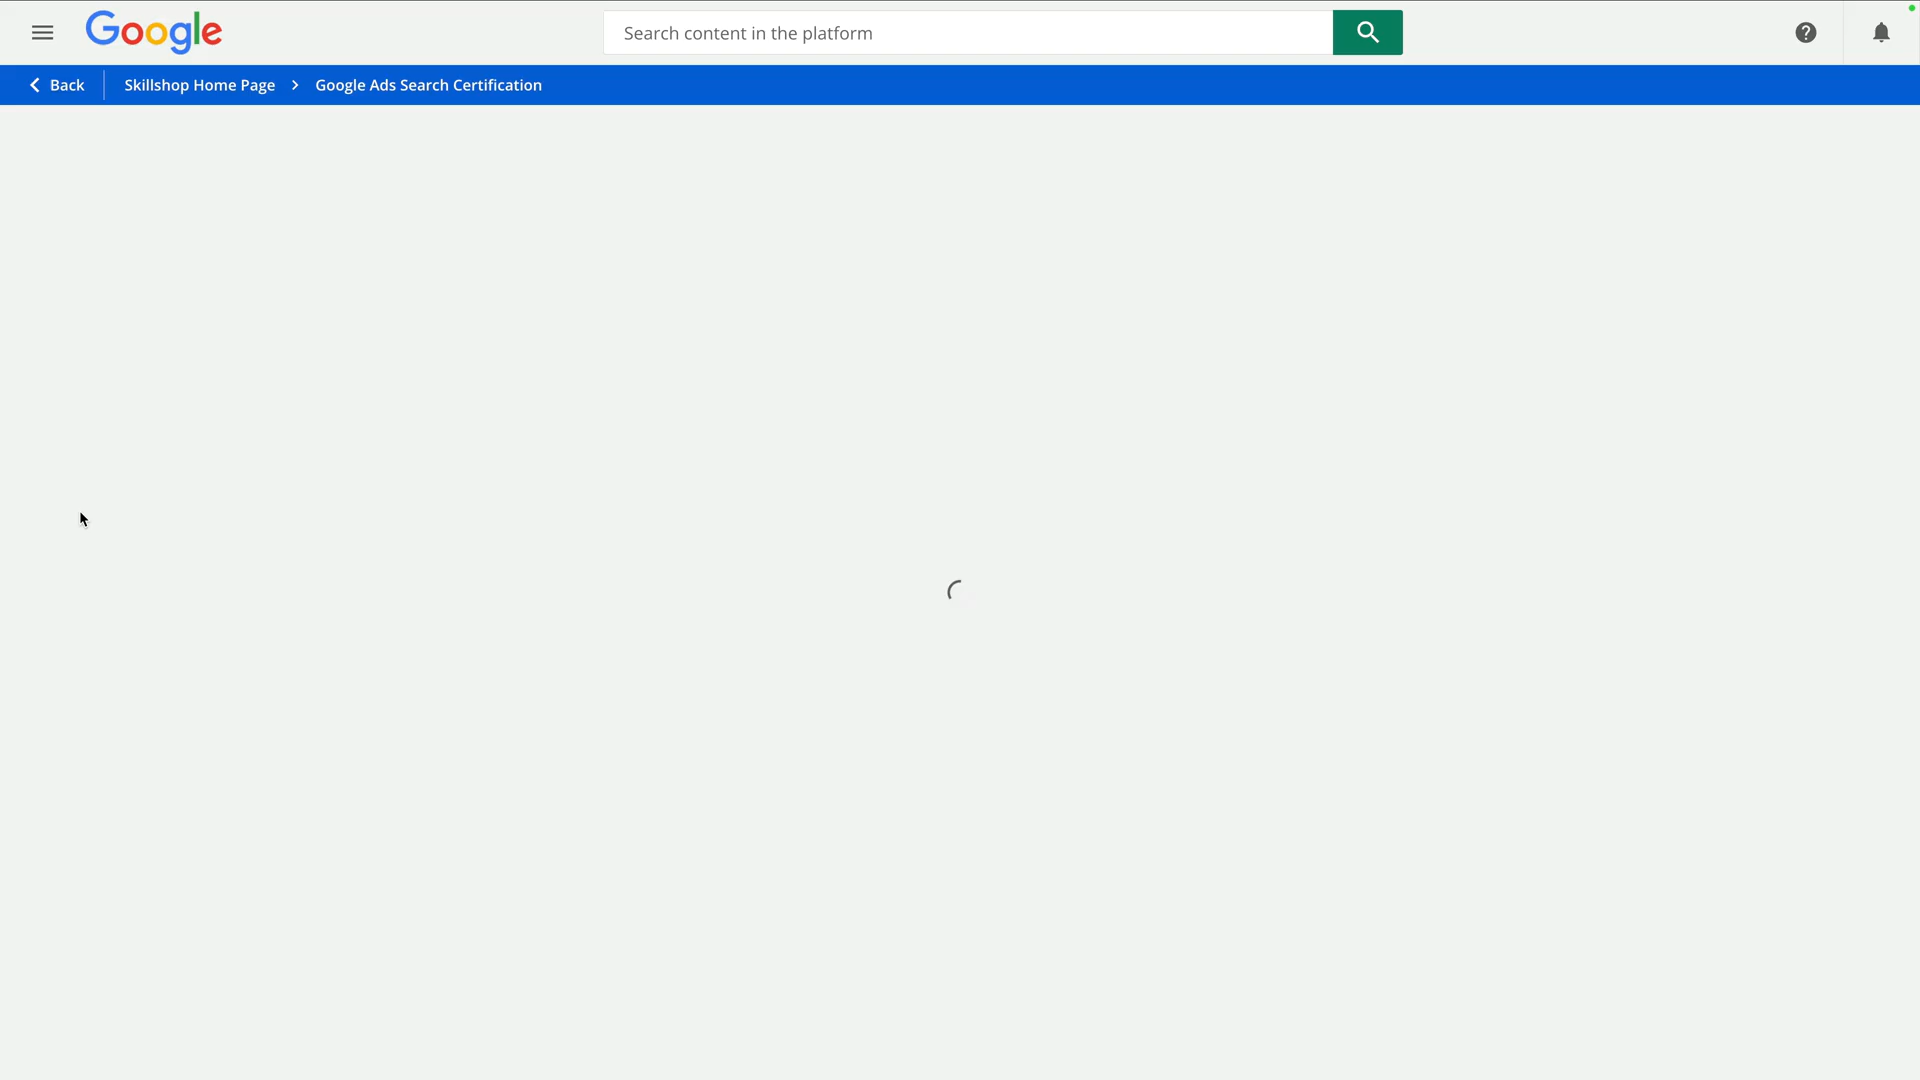 Google
Search content in the platform
Back
Skillshop Home Page
Google Ads Search Certification